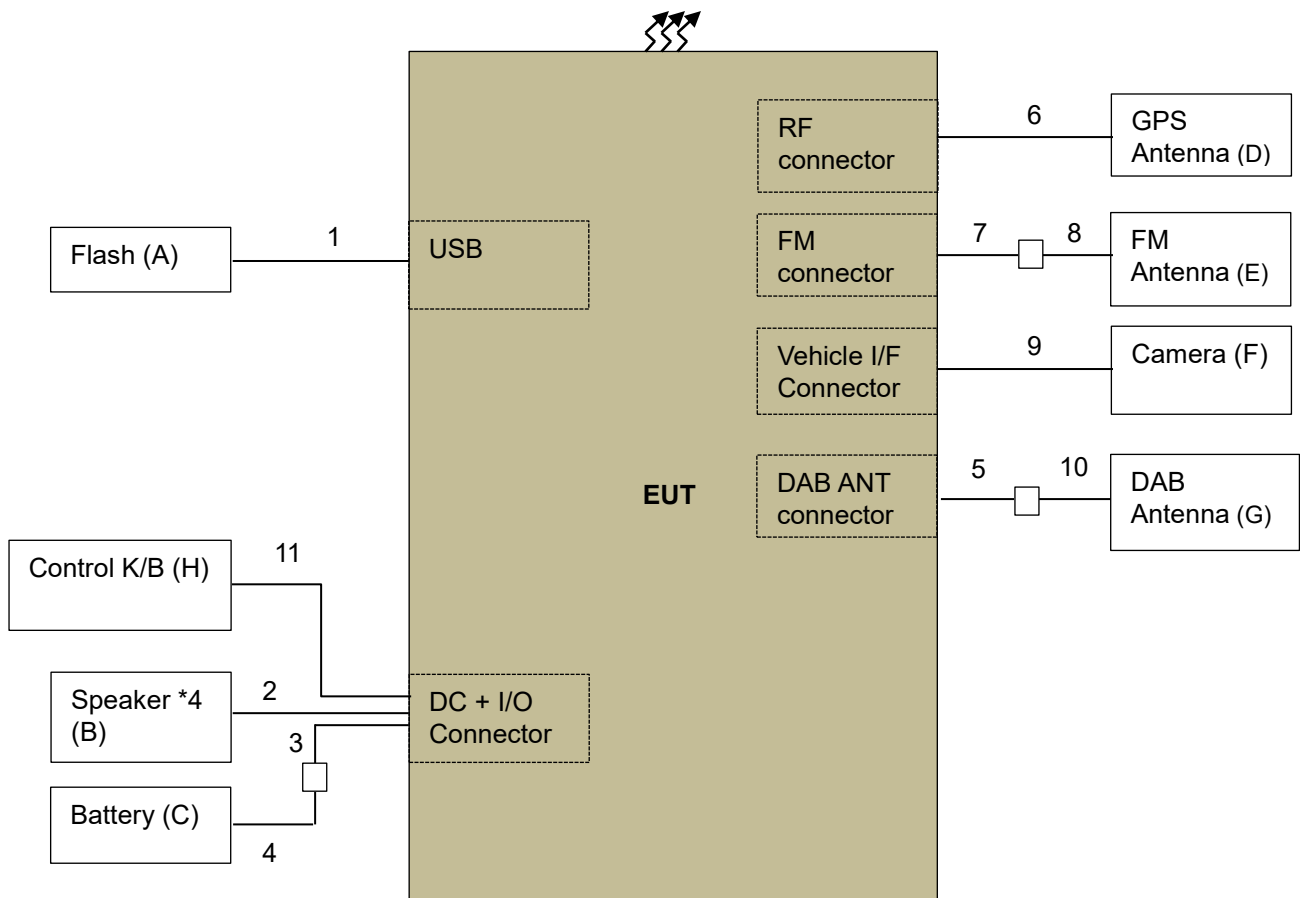 6
RF
connector
GPS
Antenna (D)
1
Flash (A)
USB
7
8
FM
connector
FM
Antenna (E)
9
Vehicle I/F
Connector
Camera (F)
5
10
EUT
DAB ANT
connector
DAB
Antenna (G)
11
Control K/B (H)
2
Speaker *4
(B)
DC + I/O
Connector
3
Battery (C)
4